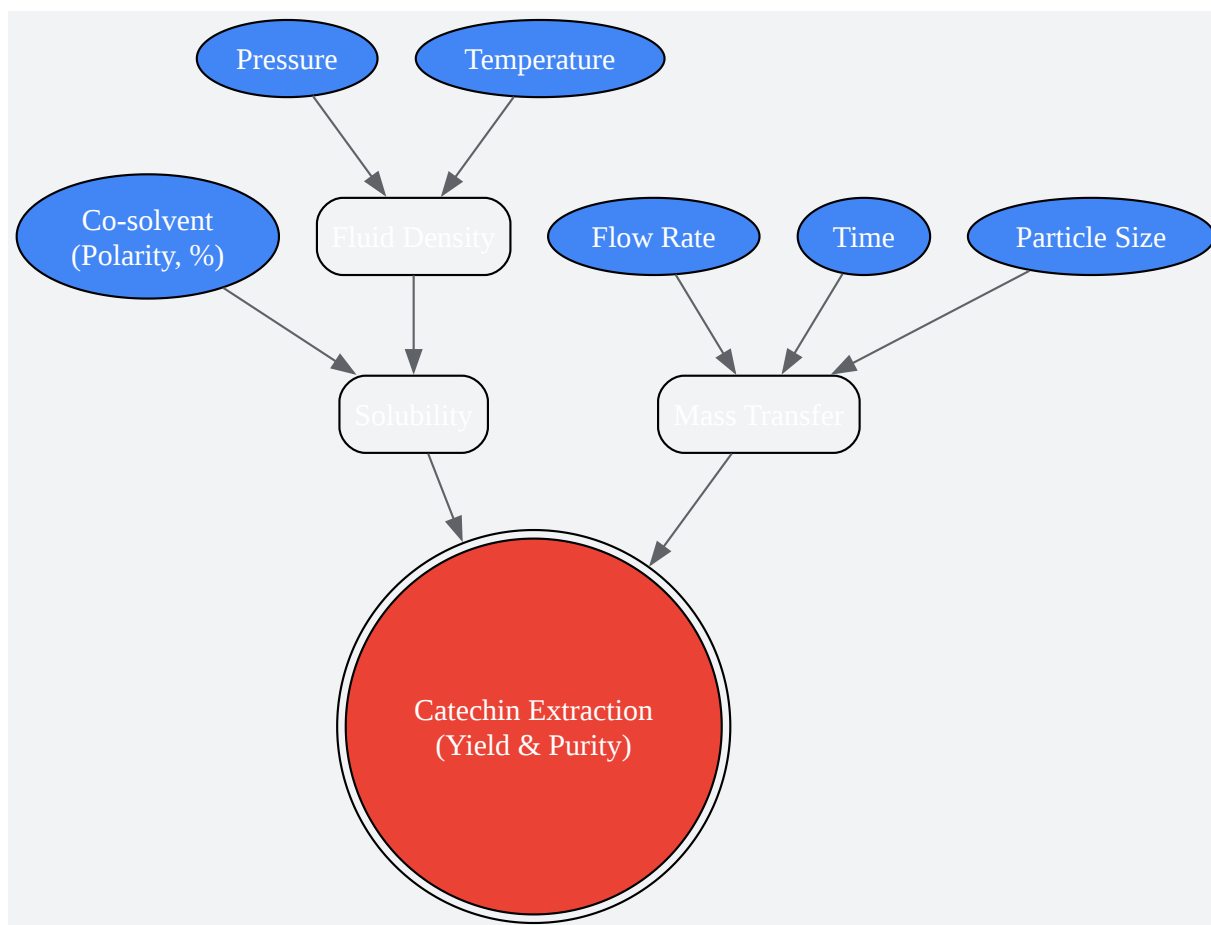 Pressure
Temperature
Co-solvent
(Polarity, %)
Fluid Density
Flow Rate
Time
Particle Size
Solubility
Mass Transfer
Catechin Extraction
(Yield & Purity)